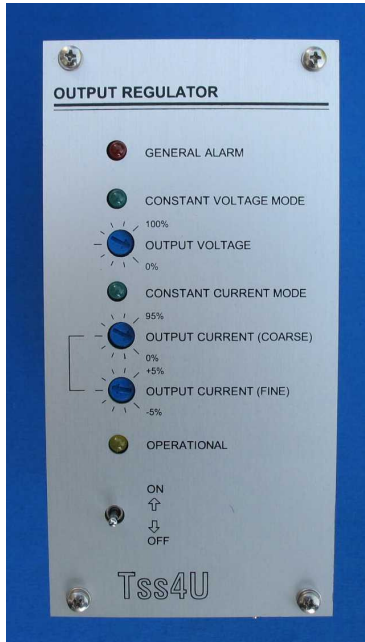 OUTPUT REGULATOR
GENERAL ALARM
CONSTANT VOLTAGE MODE
100%
OUTPUT VOLTAGE
0%
CONSTANT CURRENT MODE
95%
OUTPUT CURRENT (COARSE)
0%
+5%
OUTPUT CURRENT (FINE)
-5%
OPERATIONAL
ON
OFF
Tss4U